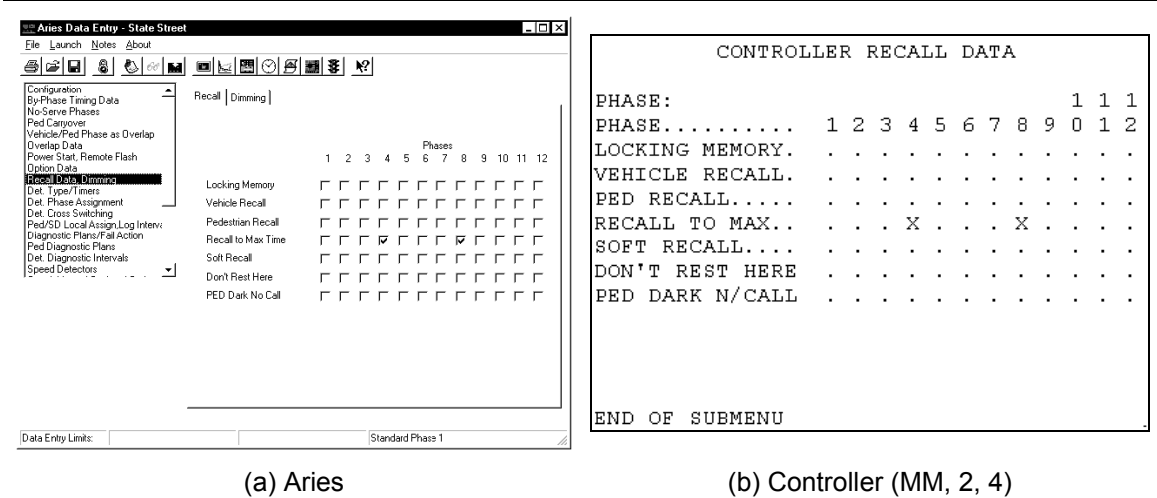 Aries Data Entry - State Street
File Launch Notes About
Configuration
By-Phase Timing Data
No-Serve Phases
Ped Carryover
Vehicle/Ped Phase as Overlap
Overlap Data
Power Start, Remote Flash
Option Data
Recall Data, Dimming
Det. Type/Timers
Det. Phase Assignment
Det. Cross Switching
Ped/SD Local Assign,Log Interva
Diagnostic Plans/Fail Action
Ped Diagnostic Plans
Det. Diagnostic Intervals
Speed Detectors
Recall Dimming
Phases
1 2 3 4 5 6 7 8 9 10 11 12
Locking Memory
Vehicle Recall
Pedestrian Recall
Recall to Max Time
Soft Recall
Don't Rest Here
PED Dark No Call
Data Entry Limits: Standard Phase 1
(a) Aries
CONTROLLER RECALL DATA
PHASE: 1 1 1
PHASE.......... 1 2 3 4 5 6 7 8 9 0 1 2
LOCKING MEMORY. . . . . . . . . . . . .
VEHICLE RECALL. . . . . . . . . . . . .
PED RECALL..... . . . . . . . . . . . .
RECALL TO MAX.. . . . X . . . X . . . .
SOFT RECALL.... . . . . . . . . . . . .
DON'T REST HERE . . . . . . . . . . . .
PED DARK N/CALL . . . . . . . . . . . .
END OF SUBMENU .
(b) Controller (MM, 2, 4)